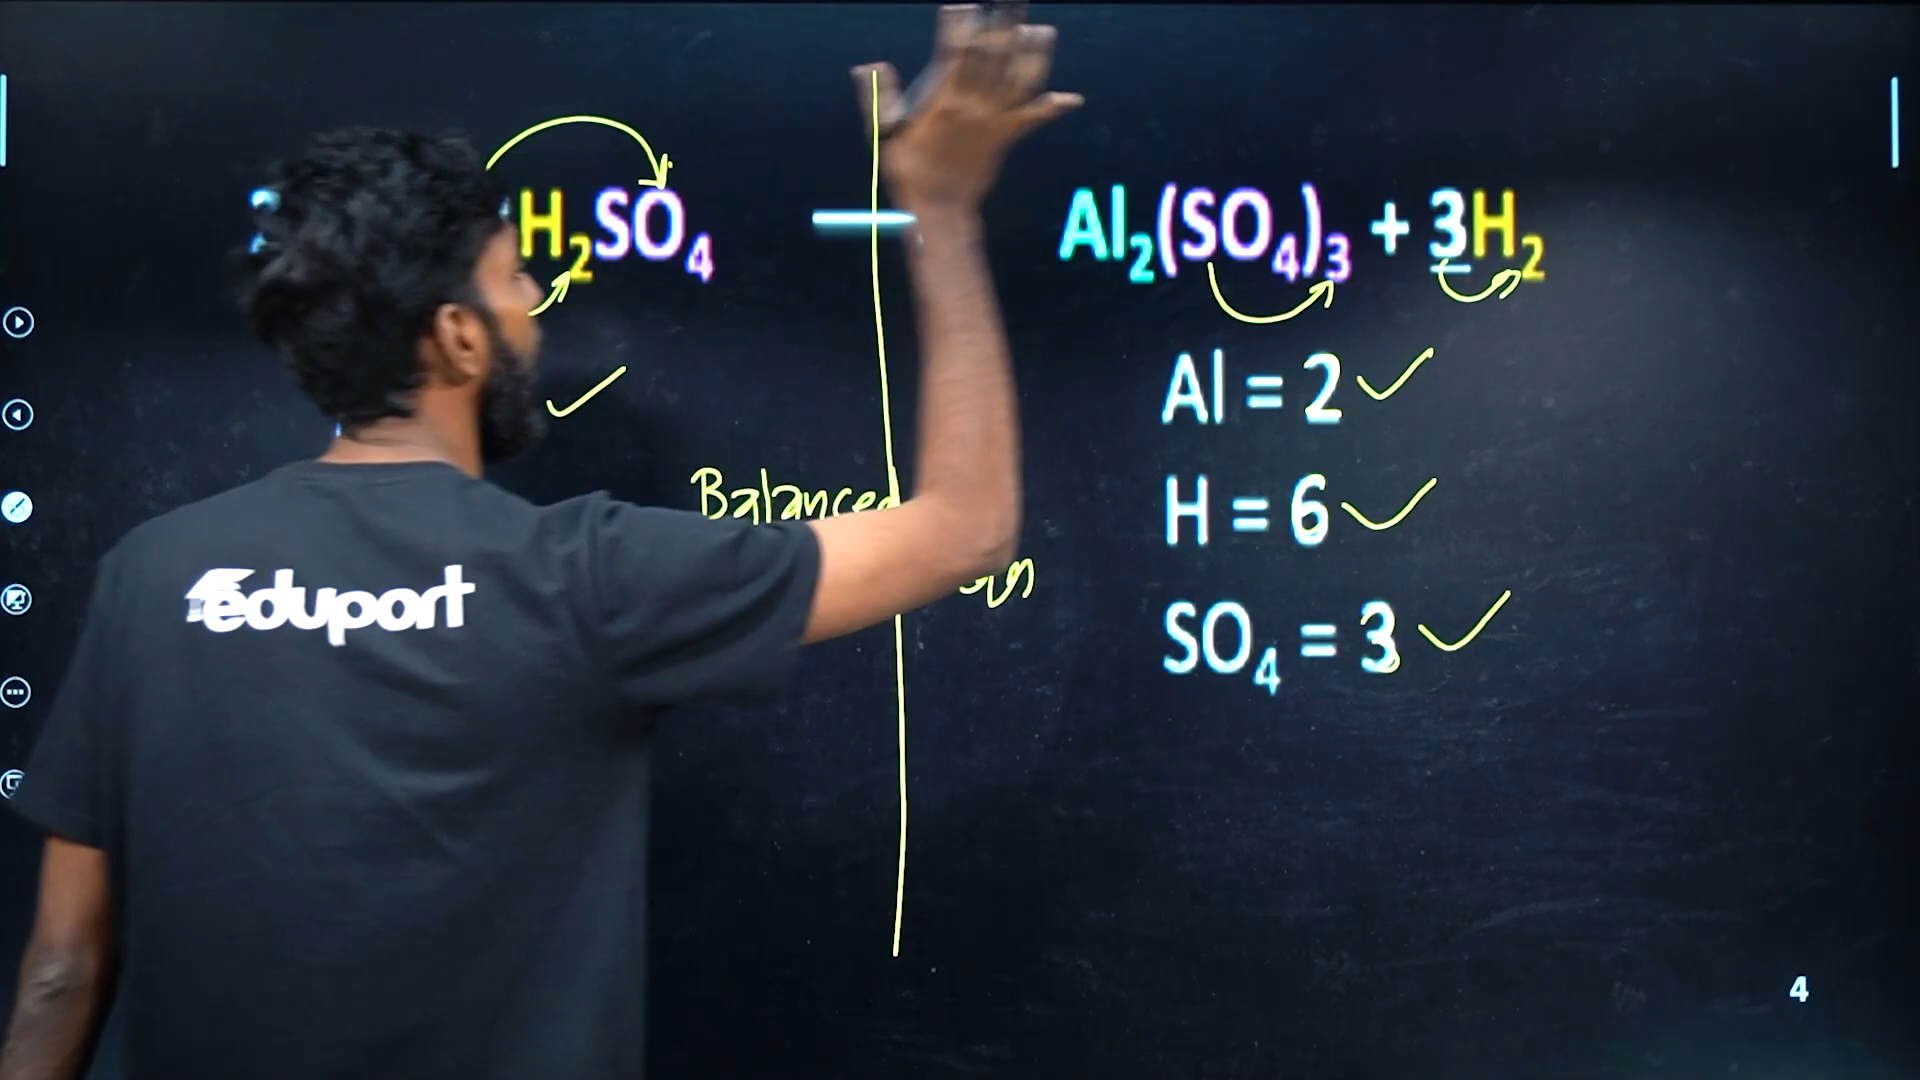 H₂SO₄ Al₂(SO₄)₃ + 3H₂
Al = 2 ✓
✓
Balanced
H = 6 ✓
eduport
SO₄ = 3 ✓
4